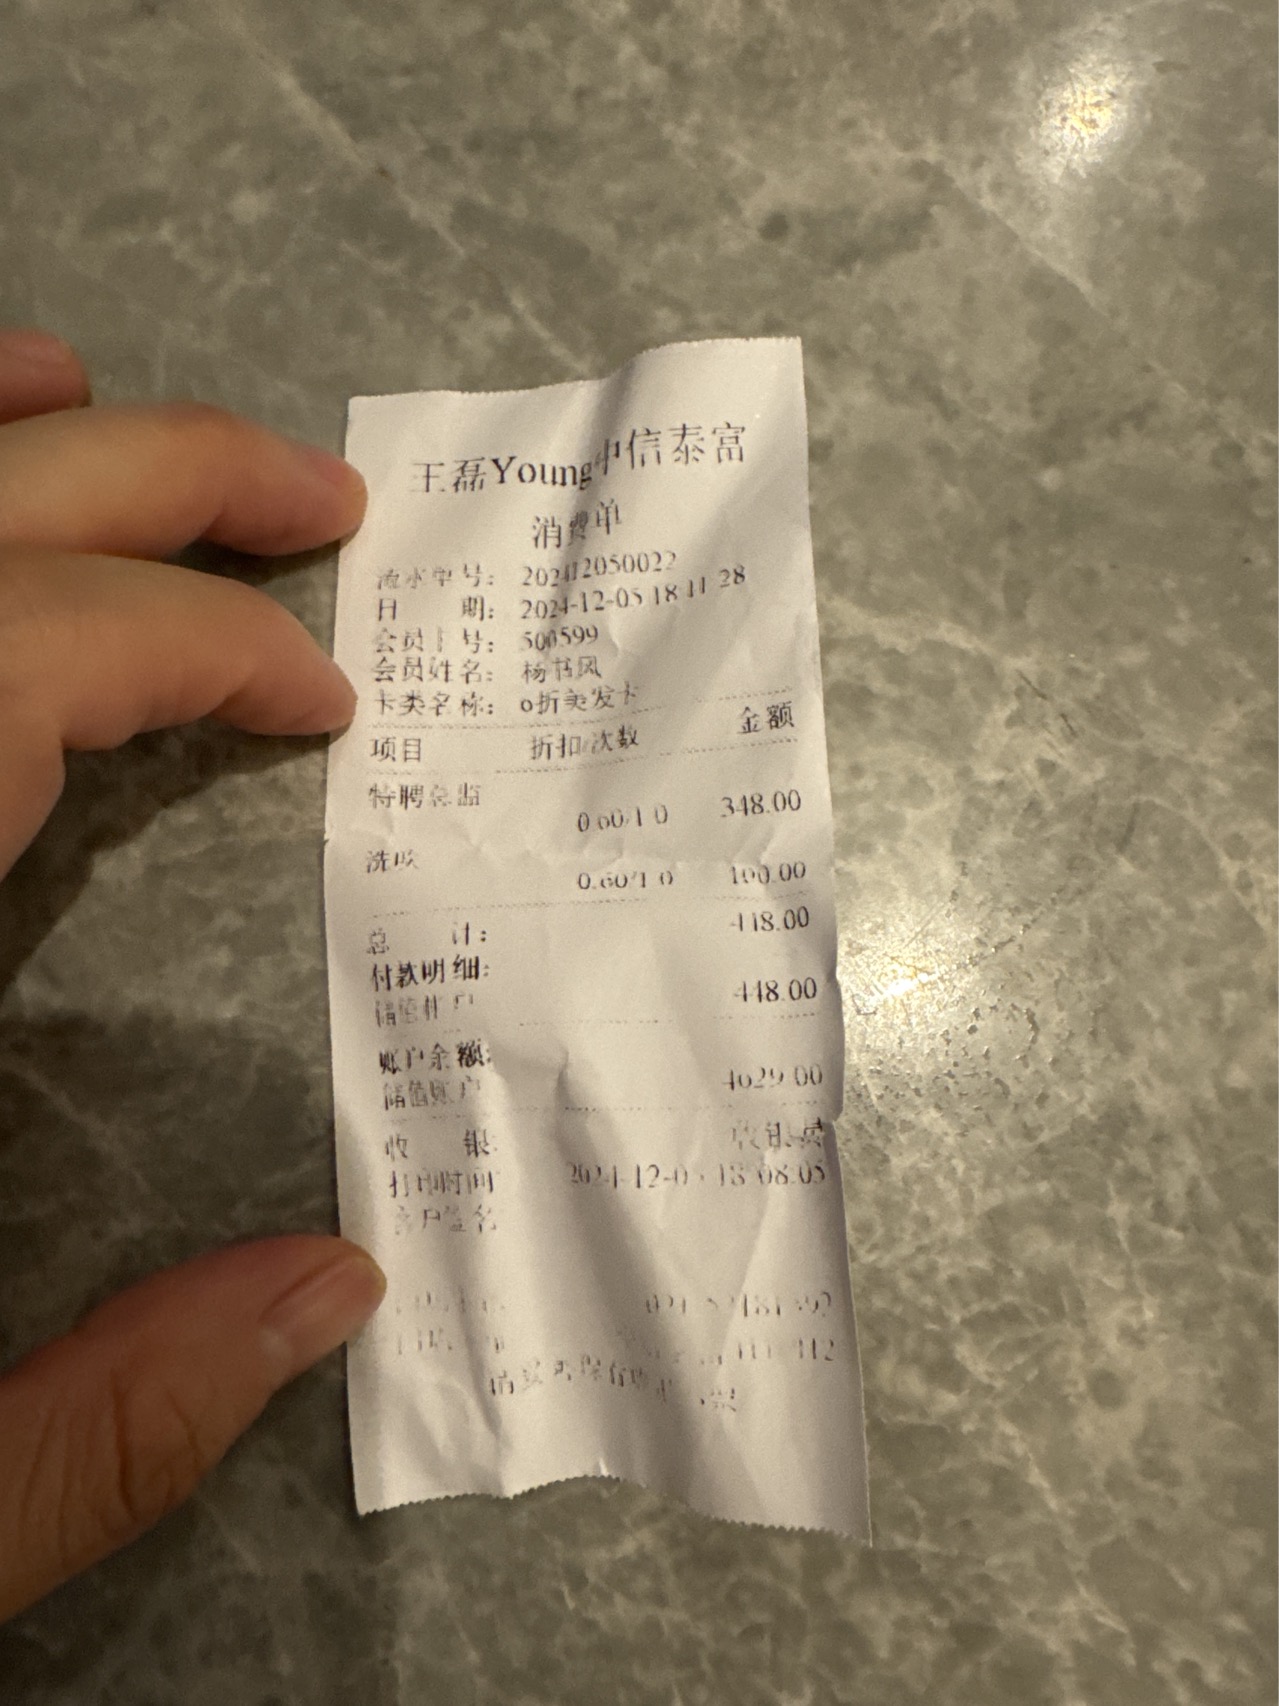 王磊Young中信泰富
消费单
流水单号: 202412050022
日 期: 2024-12-05 18:11:28
会员卡号: 500599
会员姓名: 杨书风
卡类名称: 6折美发卡
项目 折扣/次数 金额
特聘总监
0.60/1.0 348.00
洗吹
0.60/1.0 100.00
总 计: 448.00
付款明细:
储值账户 448.00
账户余额:
储值账户 4629.00
收 银: 收银员
打印时间 2024-12-05 18:08:05
客户签名